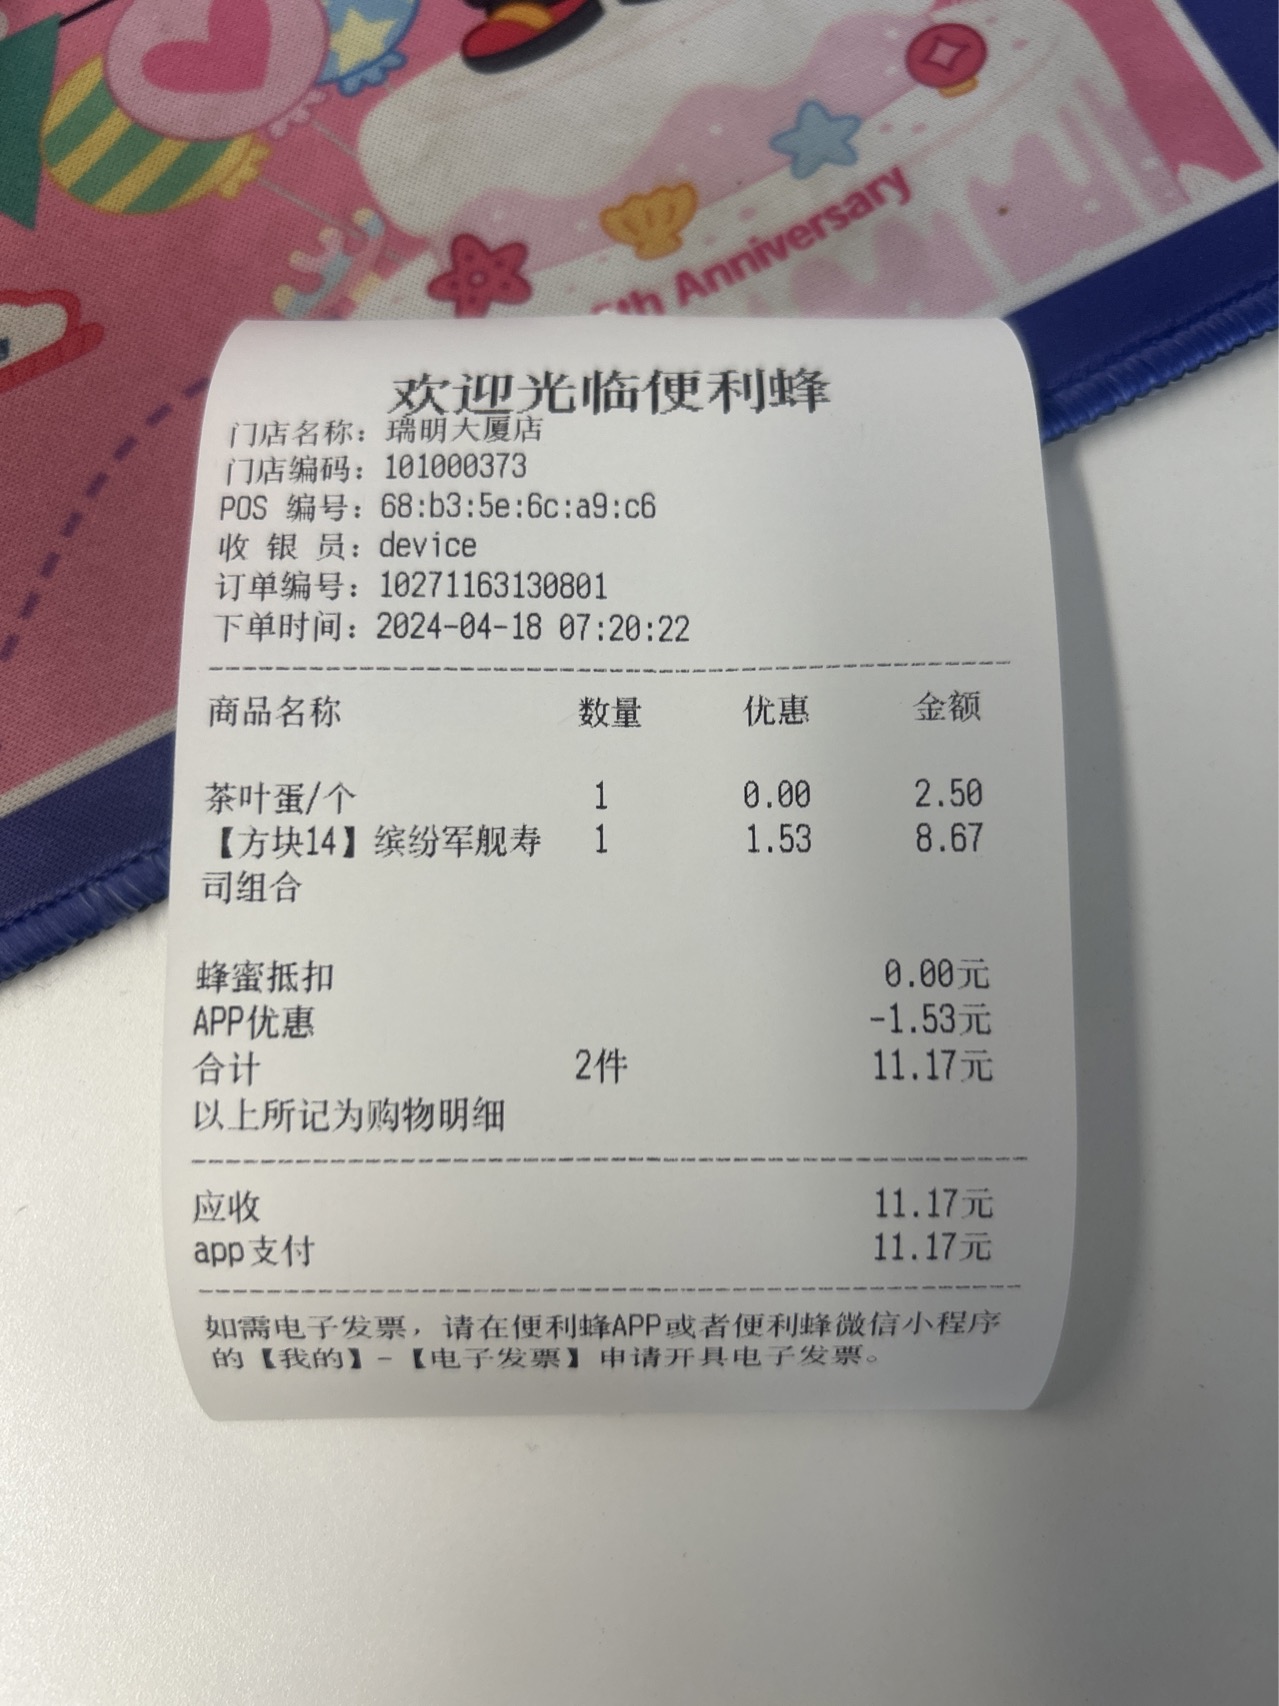 5th Anniversary
欢迎光临便利蜂
门店名称：瑞明大厦店
门店编码：101000373
POS 编号：68:b3:5e:6c:a9:c6
收 银 员：device
订单编号：10271163130801
下单时间：2024-04-18 07:20:22
商品名称 数量 优惠 金额
茶叶蛋/个 1 0.00 2.50
【方块14】缤纷军舰寿 1 1.53 8.67
司组合
蜂蜜抵扣 0.00元
APP优惠 -1.53元
合计 2件 11.17元
以上所记为购物明细
应收 11.17元
app支付 11.17元
如需电子发票，请在便利蜂APP或者便利蜂微信小程序
的【我的】-【电子发票】申请开具电子发票。